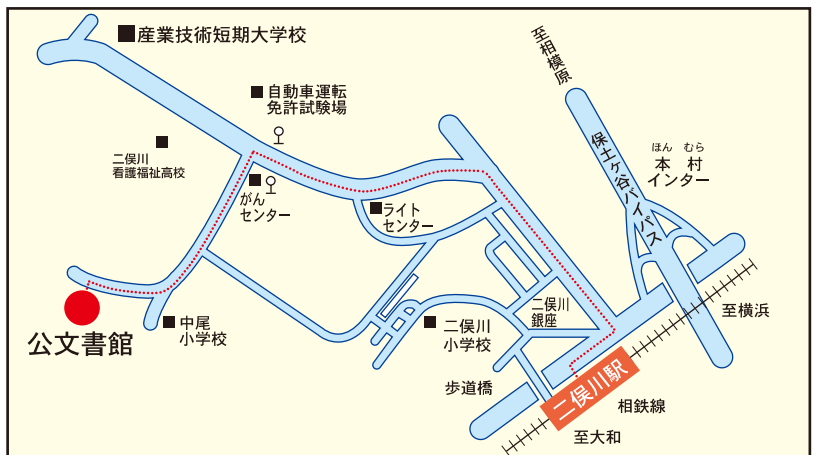 産業技術短期大学校
至相模原
自動車運転
免許試験場
二俣川
看護福祉高校
保土ヶ谷バイパス
ほん むら
本 村
インター
がん
センター
ライト
センター
公文書館
中尾
小学校
二俣川
小学校
二俣川
銀座
至横浜
歩道橋
二俣川駅
相鉄線
至大和